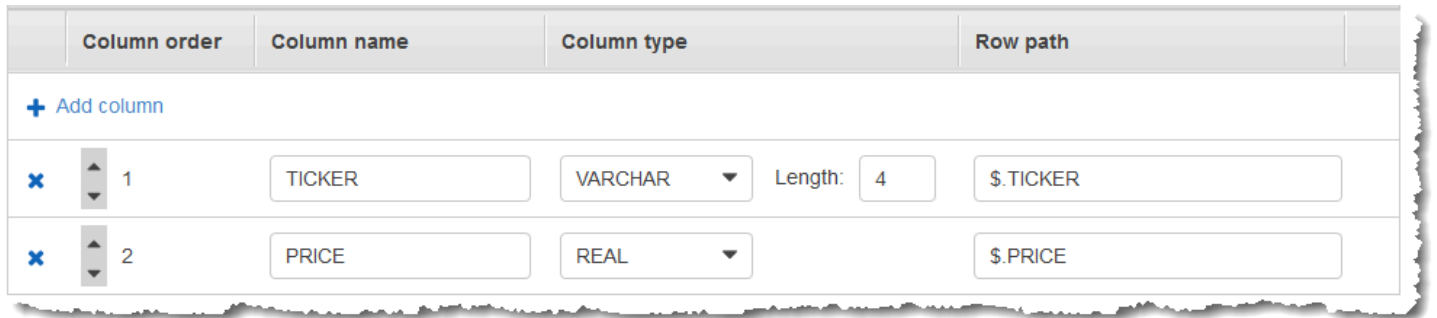 Column order Column name Column type Row path
Add column
1 TICKER VARCHAR Length: 4 $.TICKER
2 PRICE REAL $.PRICE